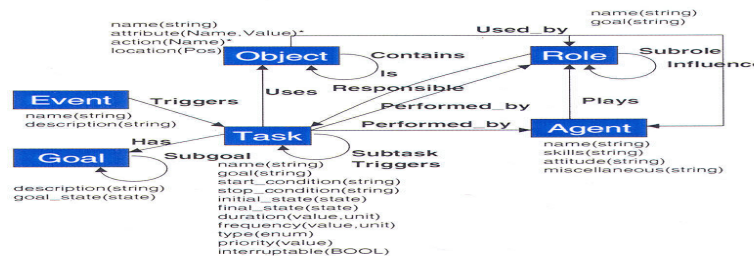 name(string)
attribute(Name,Value)*
action(Name)*
location(Pos)
Object
Contains
Is
Used_by
name(string)
goal(string)
Role
Subrole
Influence
Responsible
Event
Triggers
name(string)
description(string)
Uses
Performed_by
Plays
Has
Task
Performed_by
Agent
name(string)
skills(string)
attitude(string)
miscellaneous(string)
Goal
Subgoal
description(string)
goal_state(state)
Subtask
Triggers
name(string)
goal(string)
start_condition(string)
stop_condition(string)
initial_state(state)
final_state(state)
duration(value,unit)
frequency(value,unit)
type(enum)
priority(value)
interruptable(BOOL)